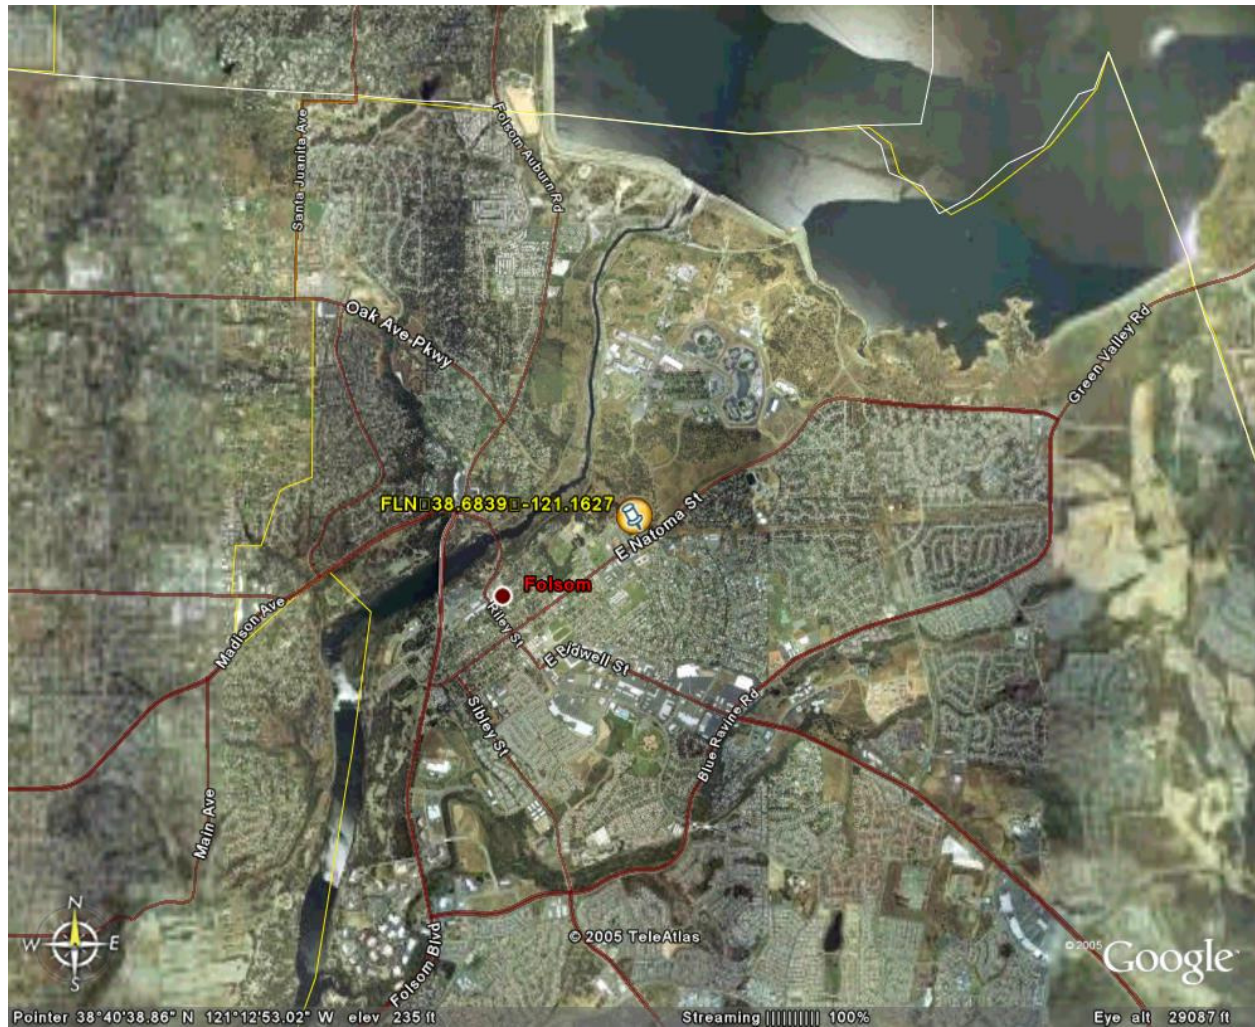 Santa Juanita Ave
Folsom Auburn Rd
Oak Ave Pkwy
Green Valley Rd
FLN□38.6839□-121.1627
E Natoma St
Folsom
Riley St
Madison Ave
E Bidwell St
Sibley St
Blue Ravine Rd
Main Ave
N
W E
S
Folsom Blvd
© 2005 TeleAtlas
©2005 Google
Pointer 38°40'38.86" N 121°12'53.02" W elev 235 ft Streaming ||||||||| 100% Eye alt 29087 ft